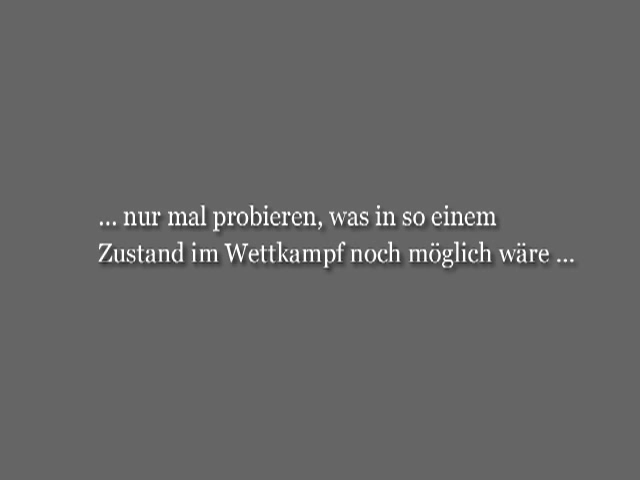 ... nur mal probieren, was in so einem
Zustand im Wettkampf noch möglich wäre ...